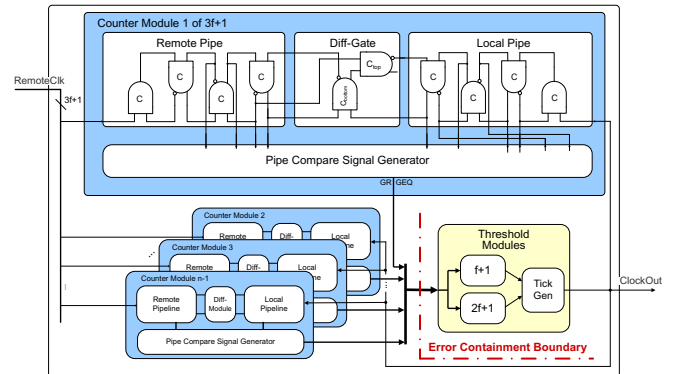 Counter Module 1 of 3f+1
Remote Pipe
Diff-Gate
Local Pipe
RemoteClk
3f+1
C
C
C
C
Ctop
Cbottom
C
C
C
C
Pipe Compare Signal Generator
GR
GEQ
Counter Module 2
Remote
Diff-
Local
Counter Module 3
Remote
Diff-
Local
Counter Module n-1
Remote
Pipeline
Diff-
Module
Local
Pipeline
Pipe Compare Signal Generator
Threshold
Modules
f+1
2f+1
Tick
Gen
ClockOut
Error Containment Boundary